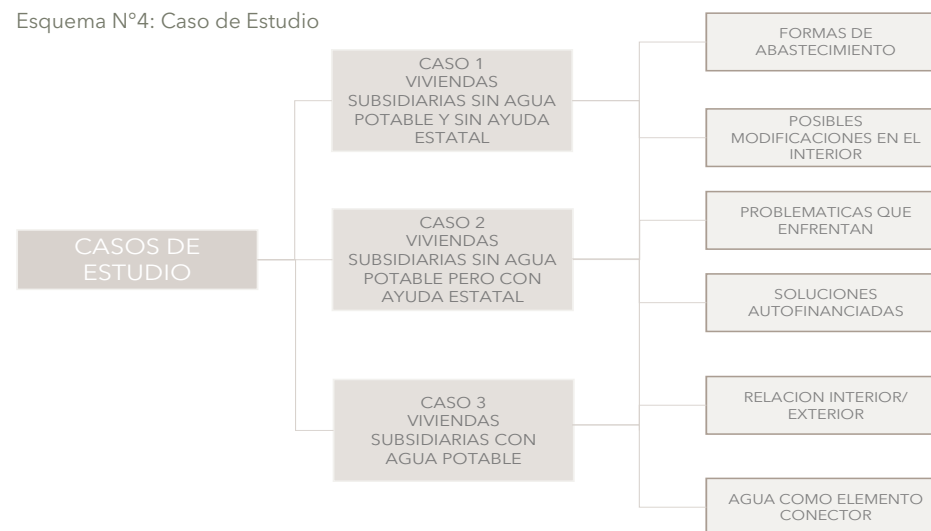 Esquema N°4: Caso de Estudio
CASOS DE
ESTUDIO
CASO 1
VIVIENDAS
SUBSIDIARIAS SIN AGUA
POTABLE Y SIN AYUDA
ESTATAL
CASO 2
VIVIENDAS
SUBSIDIARIAS SIN AGUA
POTABLE PERO CON
AYUDA ESTATAL
CASO 3
VIVIENDAS
SUBSIDIARIAS CON
AGUA POTABLE
FORMAS DE
ABASTECIMIENTO
POSIBLES
MODIFICACIONES EN EL
INTERIOR
PROBLEMATICAS QUE
ENFRENTAN
SOLUCIONES
AUTOFINANCIADAS
RELACION INTERIOR/
EXTERIOR
AGUA COMO ELEMENTO
CONECTOR